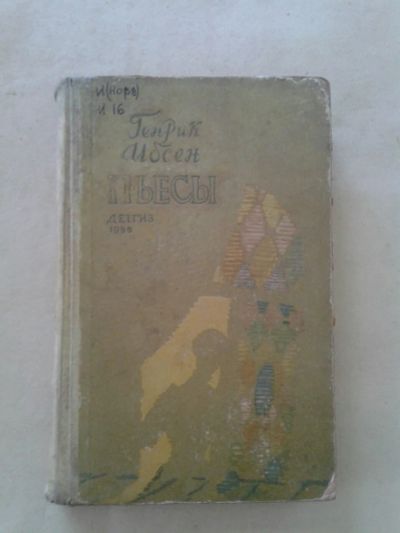 И(Норв)
И 16
Генрик
Ибсен
ПЬЕСЫ
ДЕТГИЗ